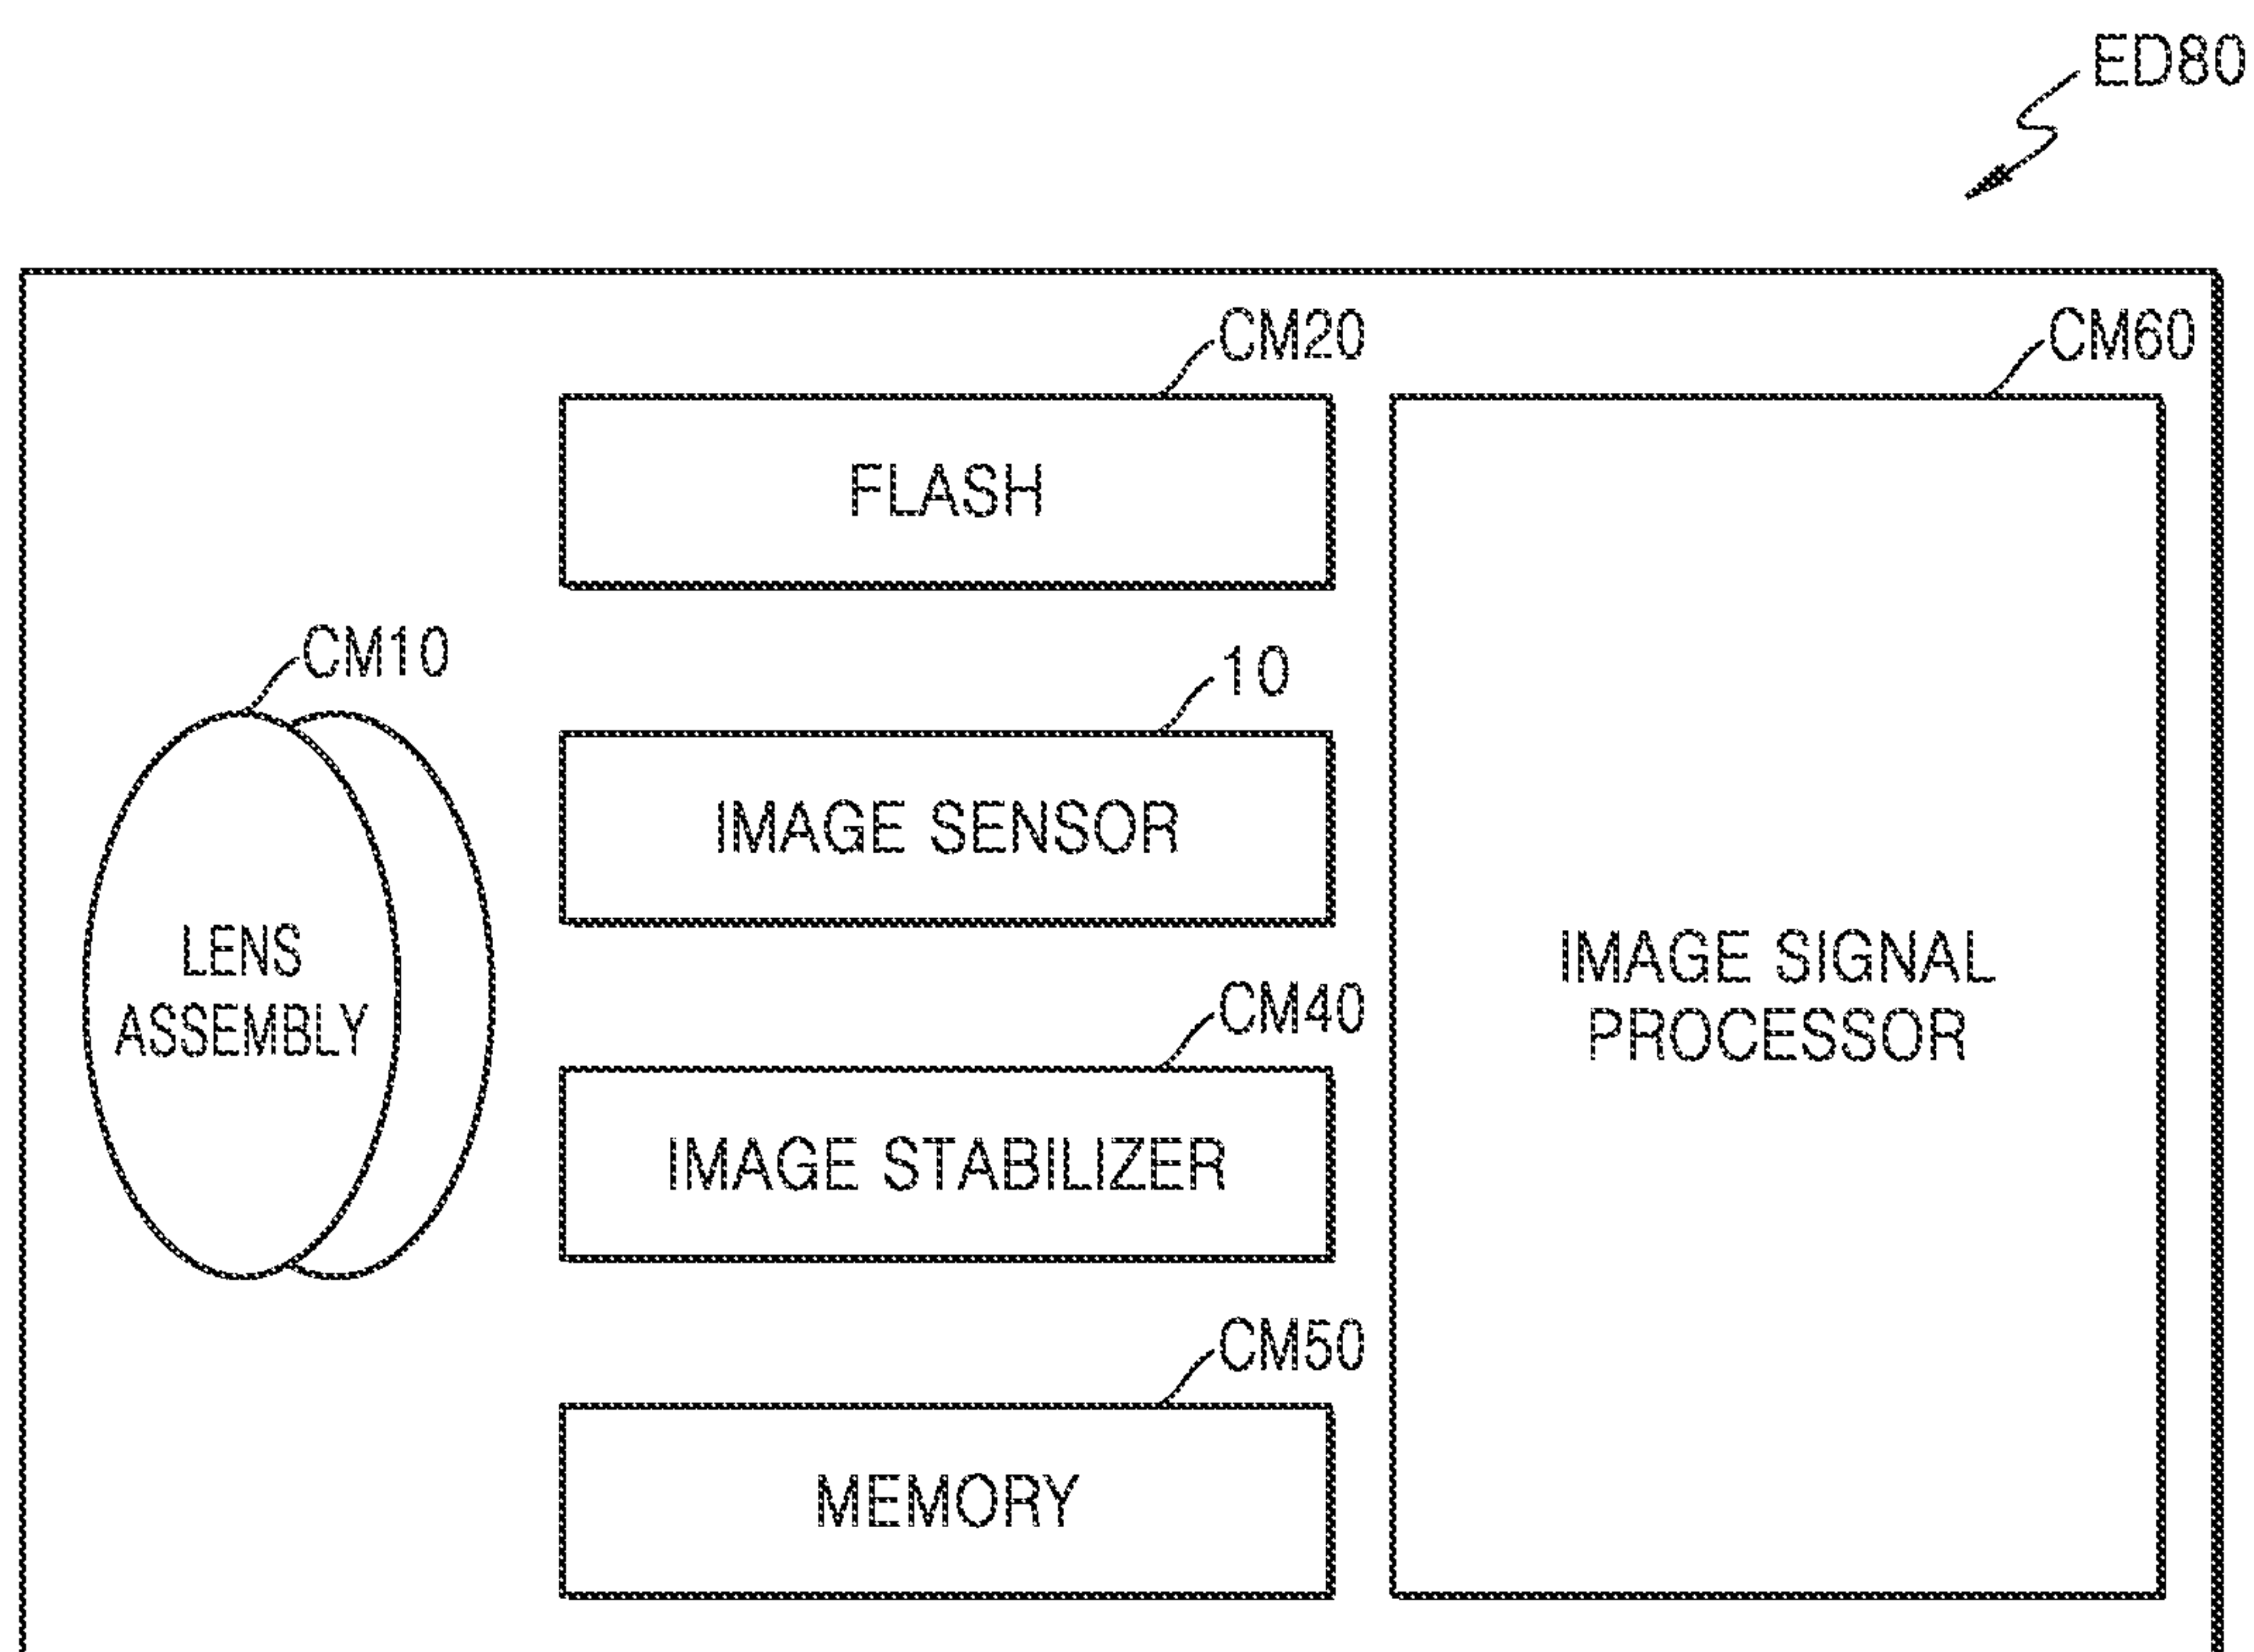 ED80
CM20
CM60
FLASH
CM10
10
IMAGE SENSOR
LENS
ASSEMBLY
IMAGE SIGNAL
PROCESSOR
CM40
IMAGE STABILIZER
CM50
MEMORY